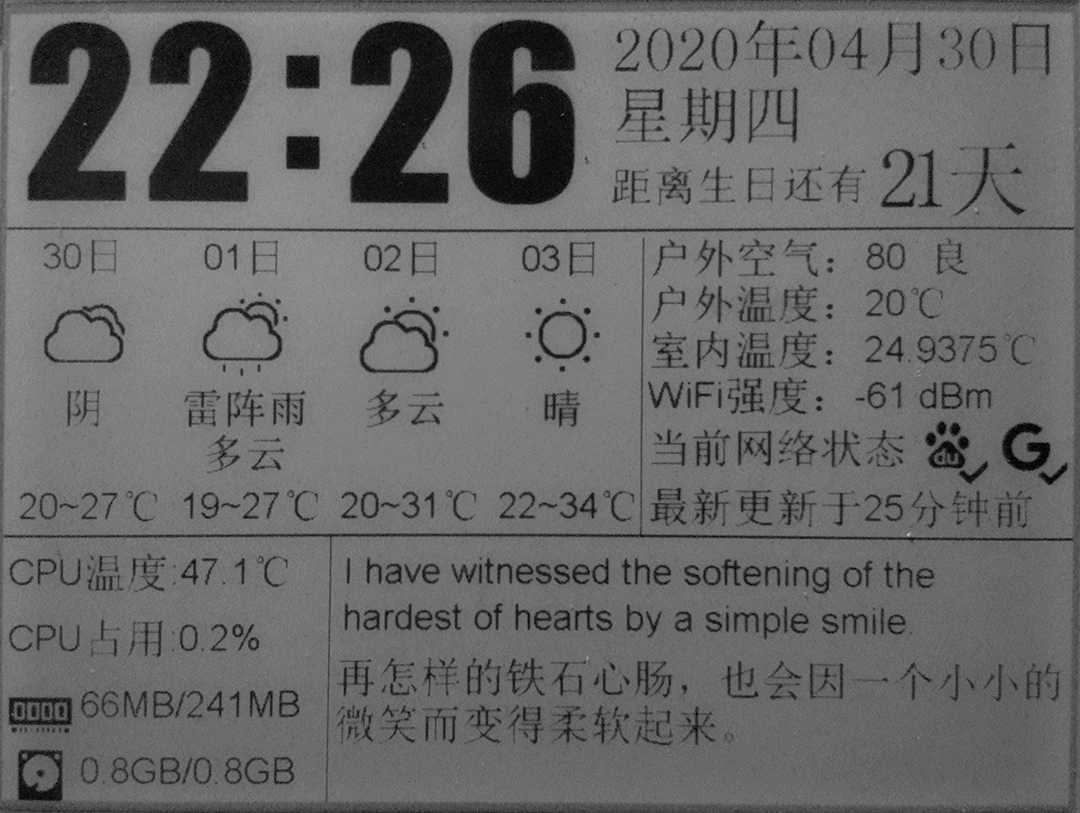 22:26
2020年04月30日
星期四
距离生日还有 21天
30日 01日 02日 03日
阴 雷阵雨 多云 晴
多云
20~27℃ 19~27℃ 20~31℃ 22~34℃
户外空气: 80 良
户外温度: 20℃
室内温度: 24.9375℃
WiFi强度: -61 dBm
当前网络状态 du G
最新更新于25分钟前
CPU温度:47.1℃
CPU占用:0.2%
66MB/241MB
0.8GB/0.8GB
I have witnessed the softening of the
hardest of hearts by a simple smile.
再怎样的铁石心肠，也会因一个小小的
微笑而变得柔软起来。